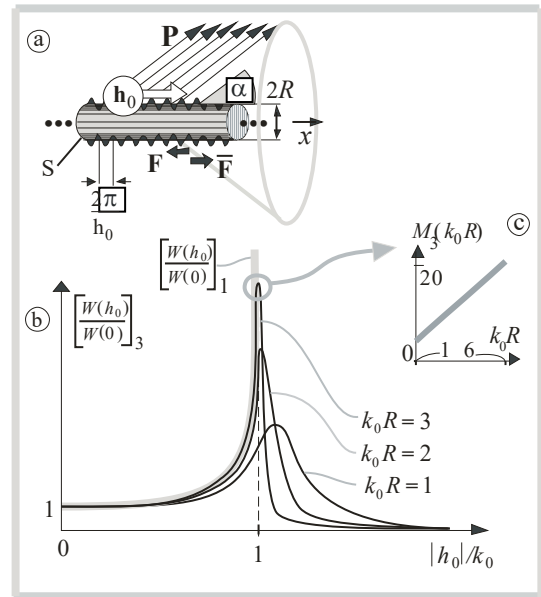 a
P
h₀
α
2R
x
S
F
F̅
2π
h₀
[W(h₀)/W(0)]₁
M₃(k₀R)
c
20
0
1
6
k₀R
b
[W(h₀)/W(0)]₃
k₀R = 3
k₀R = 2
k₀R = 1
1
0
1
|h₀|/k₀